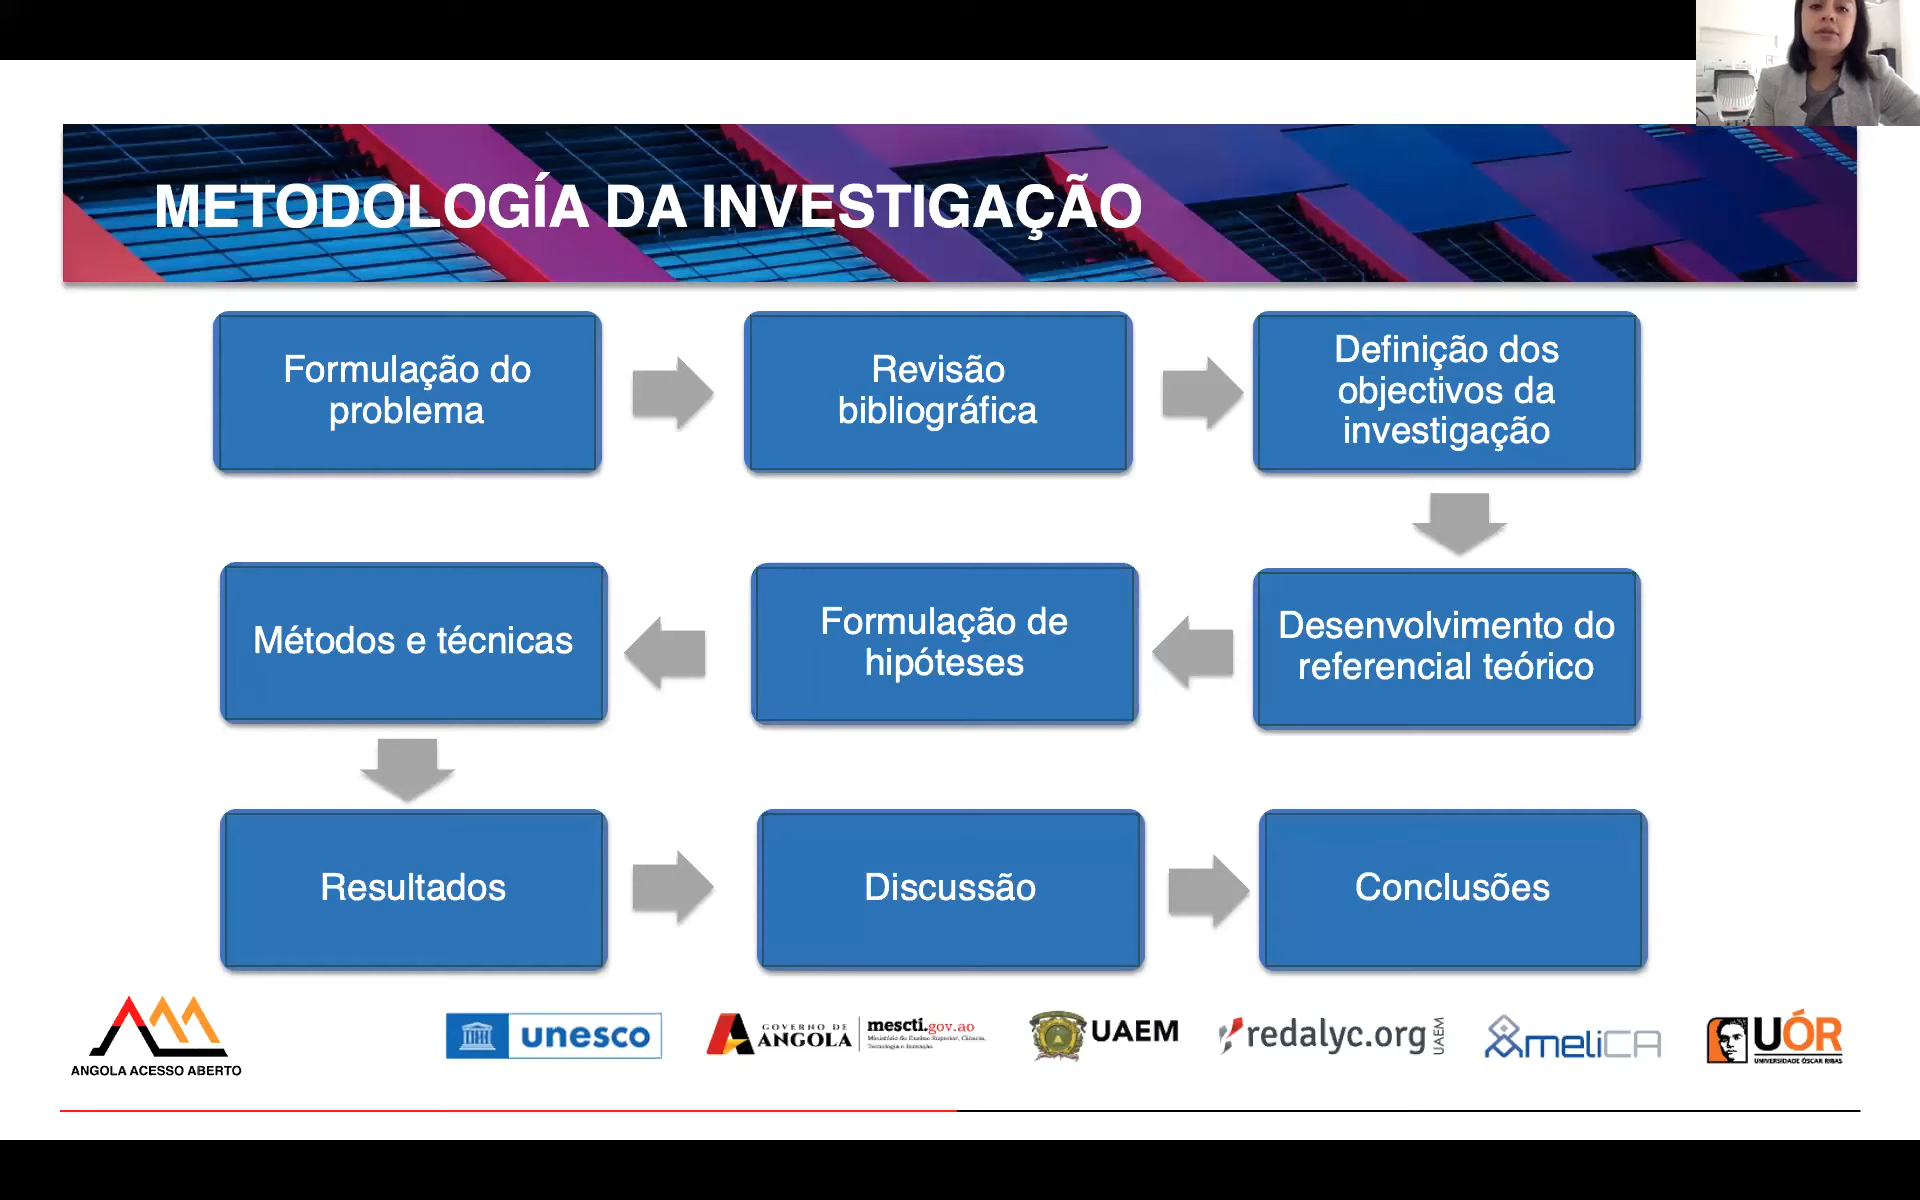 METODOLOGÍA DA INVESTIGAÇÃO
Formulação do
problema
Revisão
bibliográfica
Definição dos
objectivos da
investigação
Desenvolvimento do
referencial teórico
Formulação de
hipóteses
Métodos e técnicas
Resultados
Discussão
Conclusões
ANGOLA ACESSO ABERTO
unesco
GOVERNO DE
ANGOLA
mescti.gov.ao
Ministério do Ensino Superior, Ciência,
Tecnologia e Inovação
UAEM
redalyc.org
UAEM
meliCA
UÓR
UNIVERSIDADE ÓSCAR RIBAS